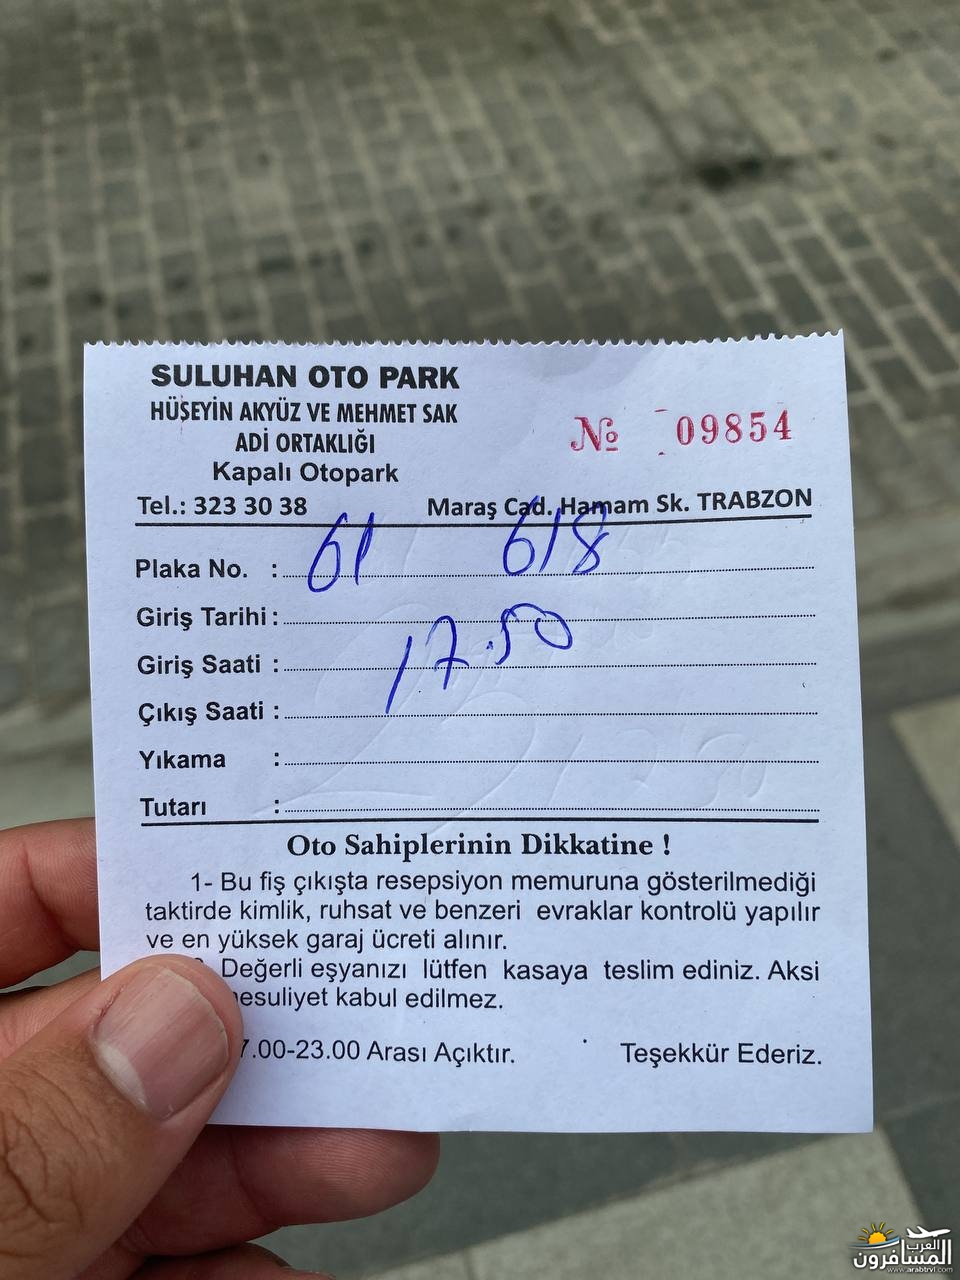 SULUHAN OTO PARK
HÜSEYİN AKYÜZ VE MEHMET SAK
ADİ ORTAKLIĞI
Kapalı Otopark
№ 09854
Tel.: 323 30 38 Maraş Cad. Hamam Sk. TRABZON
Plaka No. : 61 618
Giriş Tarihi :
Giriş Saati : 17.50
Çıkış Saati :
Yıkama :
Tutarı :
Oto Sahiplerinin Dikkatine !
1- Bu fiş çıkışta resepsiyon memuruna gösterilmediği
taktirde kimlik, ruhsat ve benzeri evraklar kontrolü yapılır
ve en yüksek garaj ücreti alınır.
Değerli eşyanızı lütfen kasaya teslim ediniz. Aksi
mesuliyet kabul edilmez.
7.00-23.00 Arası Açıktır. Teşekkür Ederiz.
العرب
المسافرون
www.arabtrvl.com